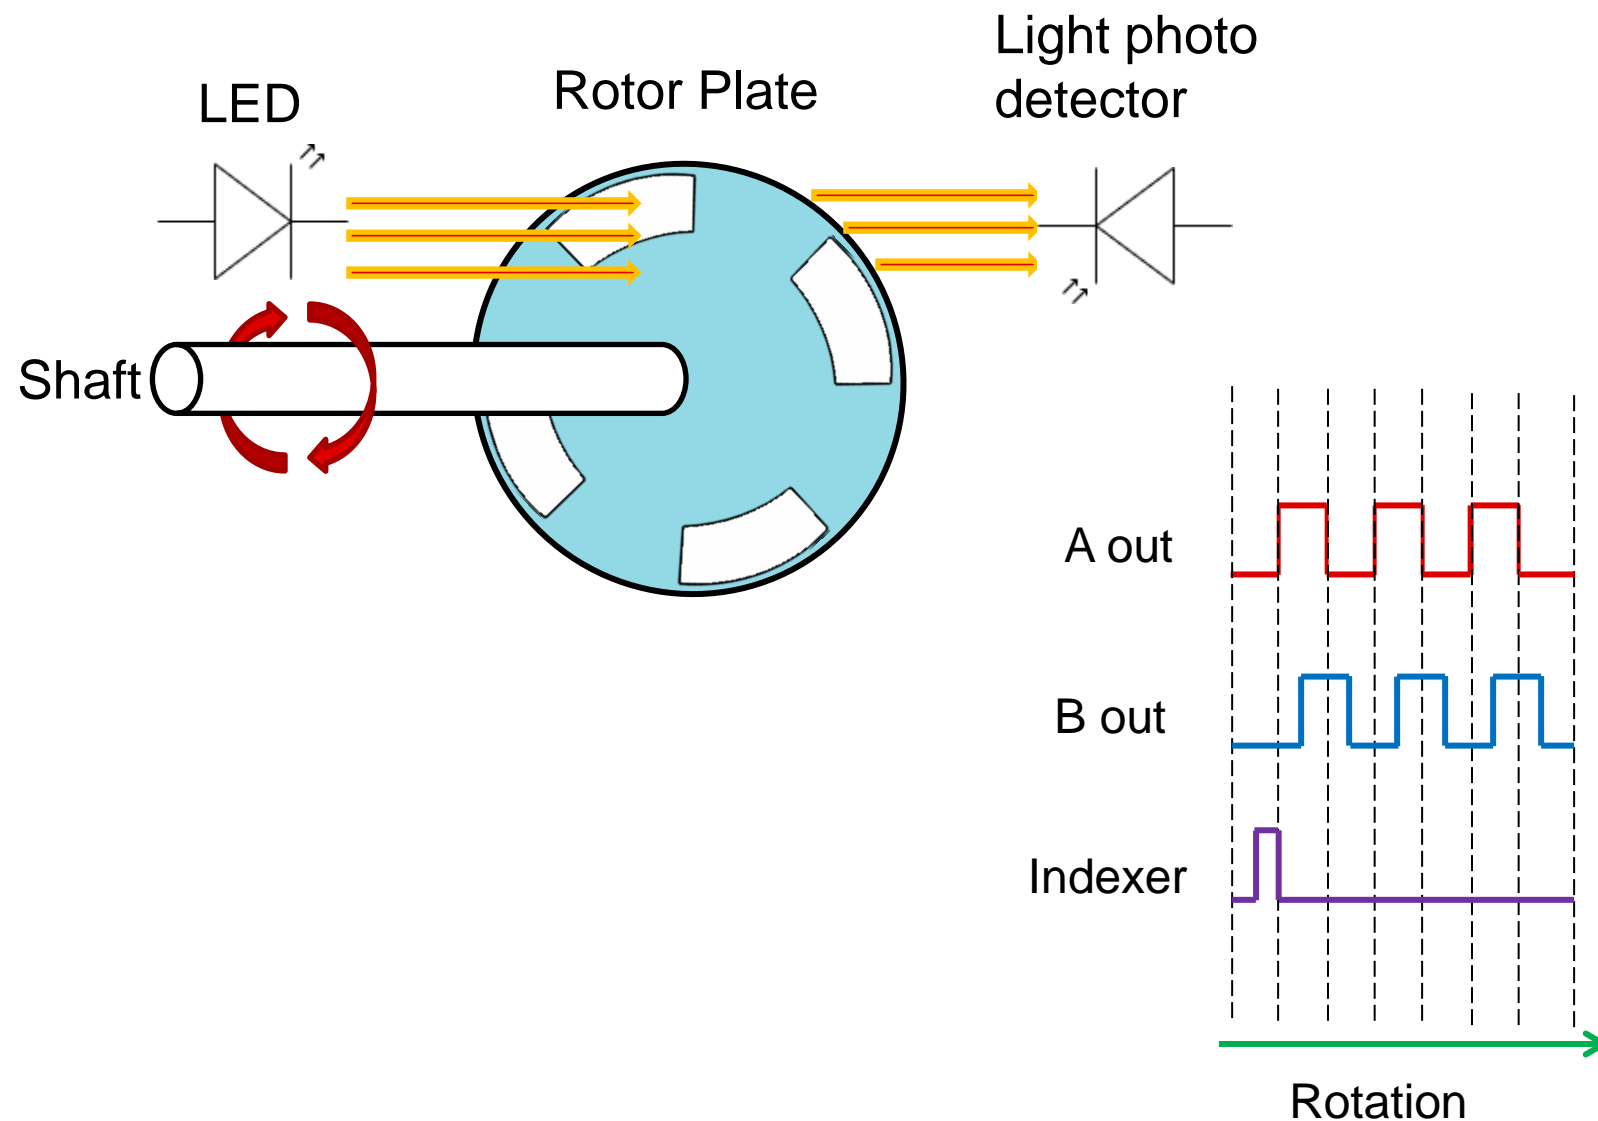 LED
Rotor Plate
Light photo
detector
Shaft
A out
B out
Indexer
Rotation